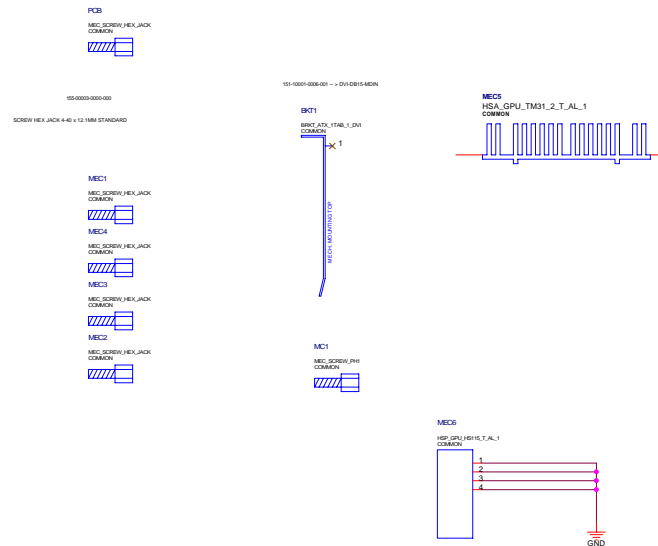 PCB
MEC_SCREW_HEX_JACK
COMMON
155-00003-0000-000
SCREW HEX JACK 4-40 x 12.1MM STANDARD
151-10001-0006-001 -- > DVI-DB15-MDIN
BKT1
BRKT_ATX_1TAB_1_DVI
COMMON
1
MECH. MOUNTING TOP
MEC5
HSA_GPU_TM31_2_T_AL_1
COMMON
MEC1
MEC_SCREW_HEX_JACK
COMMON
MEC4
MEC_SCREW_HEX_JACK
COMMON
MEC3
MEC_SCREW_HEX_JACK
COMMON
MEC2
MEC_SCREW_HEX_JACK
COMMON
MC1
MEC_SCREW_PH1
COMMON
MEC6
HSP_GPU_HS115_T_AL_1
COMMON
1
2
3
4
GND